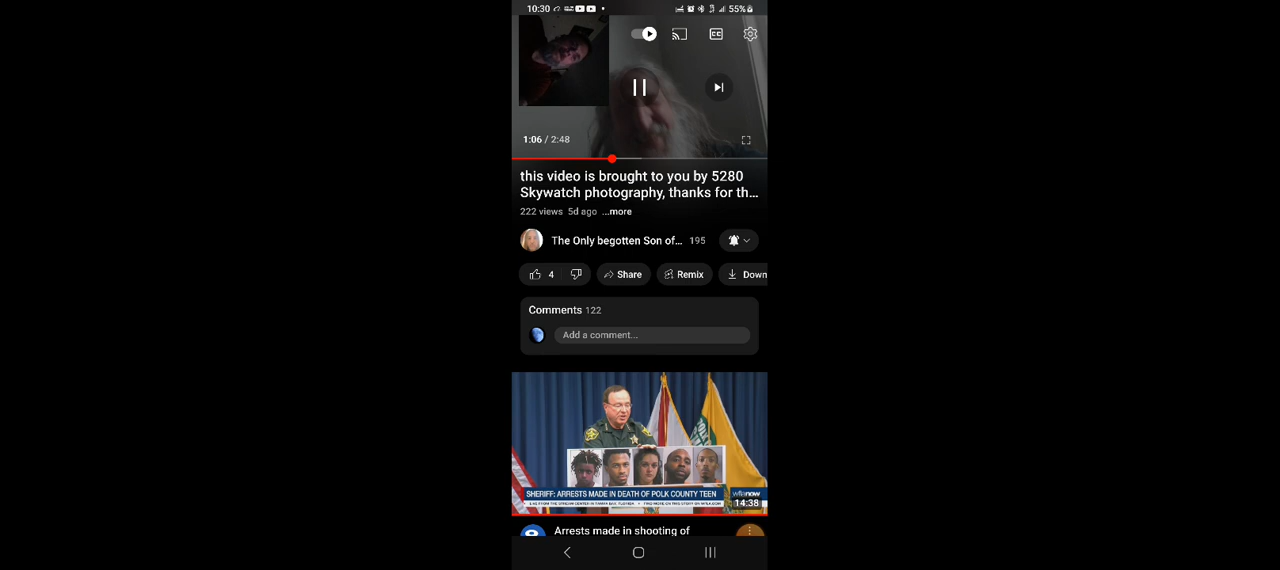 10:30
55%
1:06 / 2:48
this video is brought to you by 5280
Skywatch photography, thanks for th...
222 views 5d ago ...more
The Only begotten Son of... 195
4
Share
Remix
Down
Comments 122
Add a comment...
SHERIFF: ARRESTS MADE IN DEATH OF POLK COUNTY TEEN
now
14:38
Arrests made in shooting of